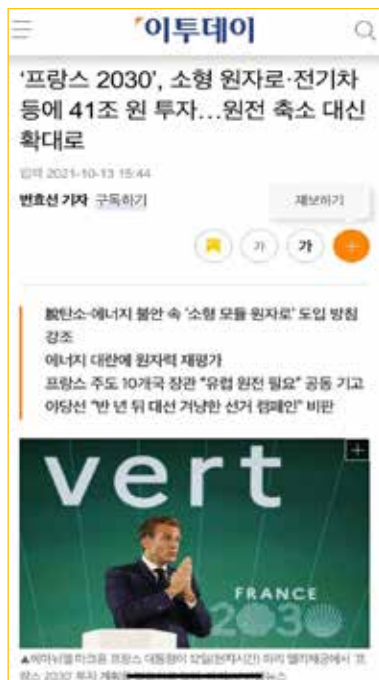 이투데이
‘프랑스 2030’, 소형 원자로·전기차
등에 41조 원 투자…원전 축소 대신
확대로
입력 2021-10-13 15:44
번효선 기자 구독하기
제보하기
가
가
脫탄소·에너지 불안 속 ‘소형 모듈 원자로’ 도입 방침
강조
에너지 대란에 원자력 재평가
프랑스 주도 10개국 장관 “유럽 원전 필요” 공동 기고
야당선 “반 년 뒤 대선 겨냥한 선거 캠페인” 비판
vert
FRANCE
2030
▲에마뉘엘 마크롱 프랑스 대통령이 12일(현지시간) 파리 엘리제궁에서 ‘프
랑스 2030’ 투자 계획을